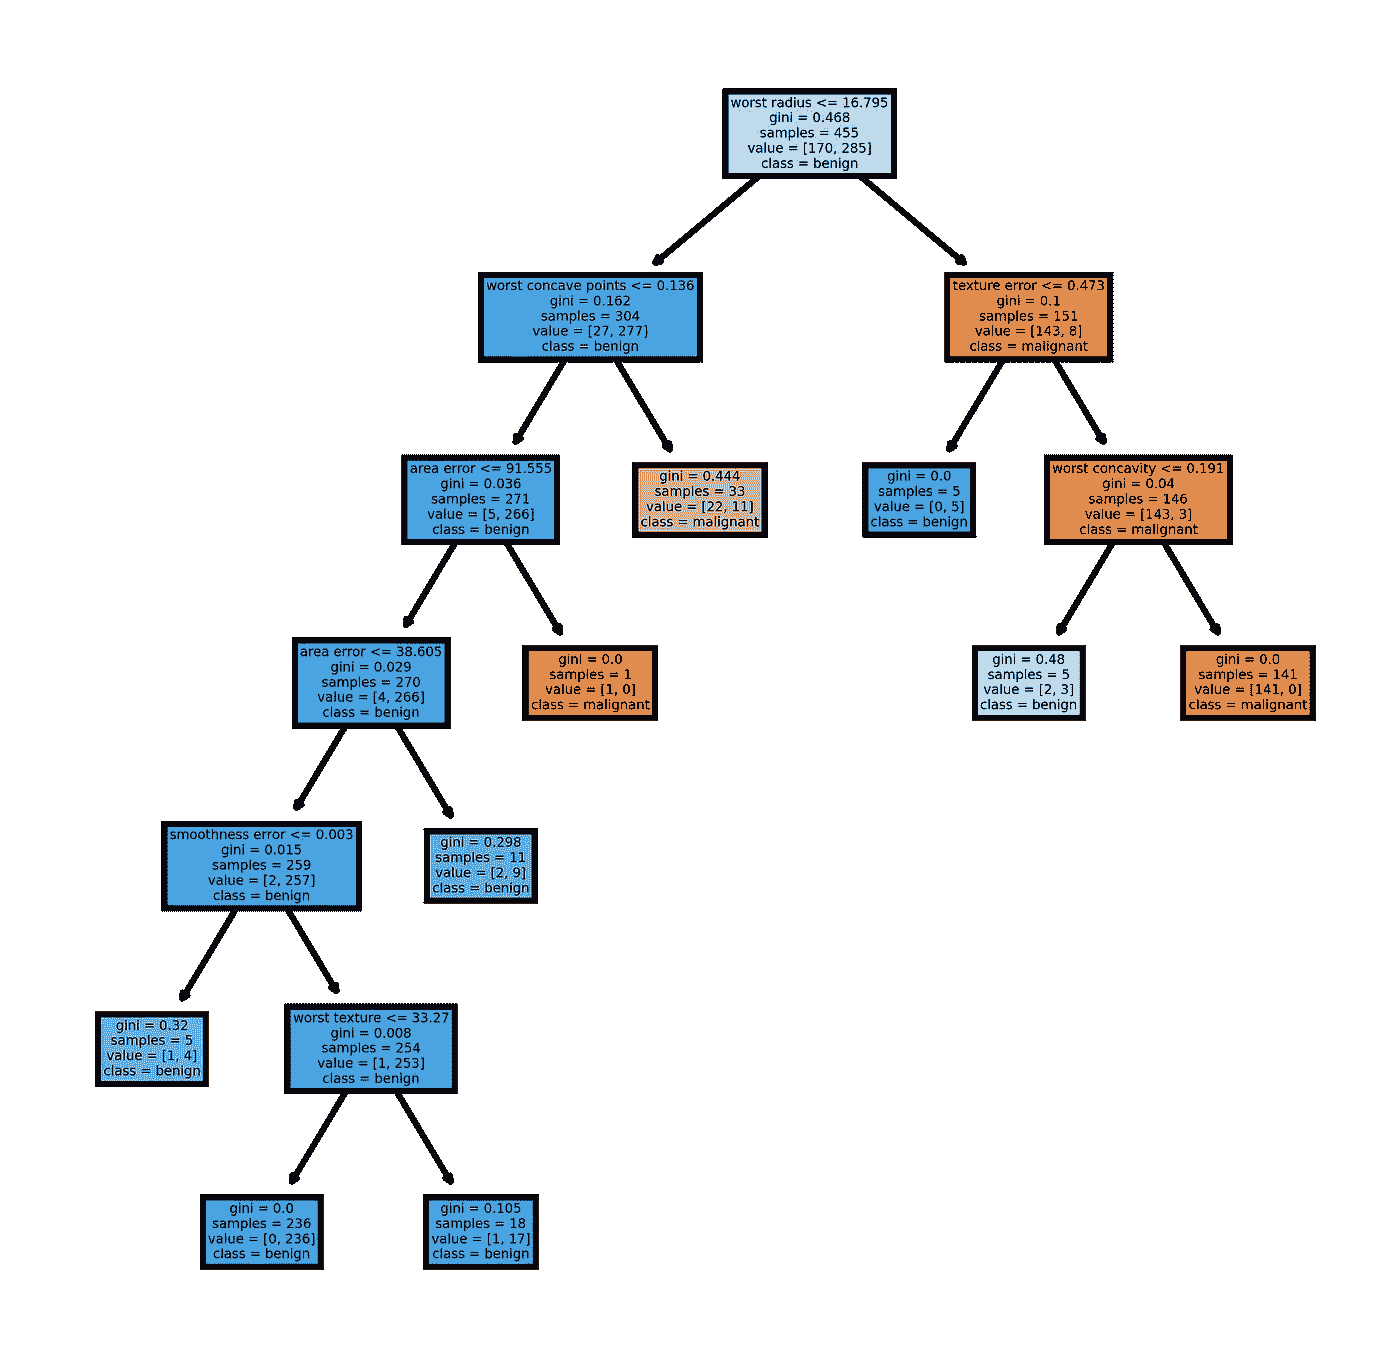 worst radius <= 16.795
gini = 0.468
samples = 455
value = [170, 285]
class = benign
worst concave points <= 0.136
gini = 0.162
samples = 304
value = [27, 277]
class = benign
texture error <= 0.473
gini = 0.1
samples = 151
value = [143, 8]
class = malignant
area error <= 91.555
gini = 0.036
samples = 271
value = [5, 266]
class = benign
gini = 0.444
samples = 33
value = [22, 11]
class = malignant
gini = 0.0
samples = 5
value = [0, 5]
class = benign
worst concavity <= 0.191
gini = 0.04
samples = 146
value = [143, 3]
class = malignant
area error <= 38.605
gini = 0.029
samples = 270
value = [4, 266]
class = benign
gini = 0.0
samples = 1
value = [1, 0]
class = malignant
gini = 0.48
samples = 5
value = [2, 3]
class = benign
gini = 0.0
samples = 141
value = [141, 0]
class = malignant
smoothness error <= 0.003
gini = 0.015
samples = 259
value = [2, 257]
class = benign
gini = 0.298
samples = 11
value = [2, 9]
class = benign
gini = 0.32
samples = 5
value = [1, 4]
class = benign
worst texture <= 33.27
gini = 0.008
samples = 254
value = [1, 253]
class = benign
gini = 0.0
samples = 236
value = [0, 236]
class = benign
gini = 0.105
samples = 18
value = [1, 17]
class = benign